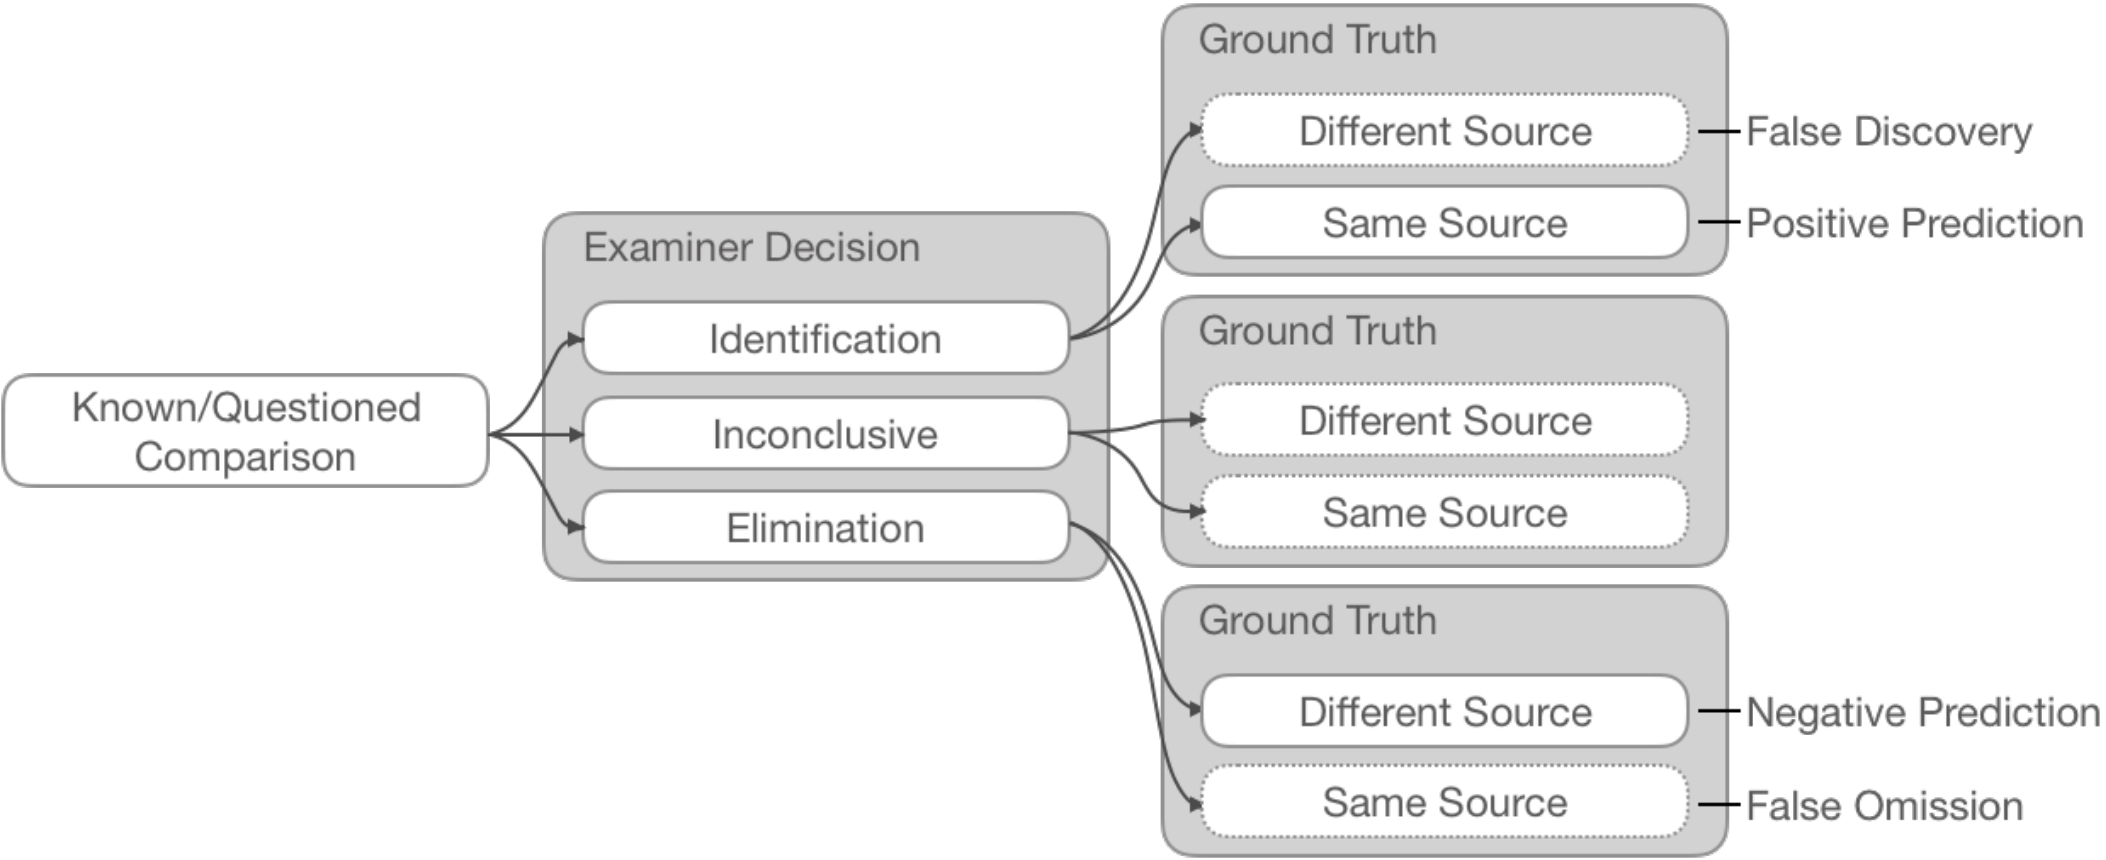 Known/Questioned
Comparison
Examiner Decision
Identification
Inconclusive
Elimination
Ground Truth
Different Source
False Discovery
Same Source
Positive Prediction
Ground Truth
Different Source
Same Source
Ground Truth
Different Source
Negative Prediction
Same Source
False Omission